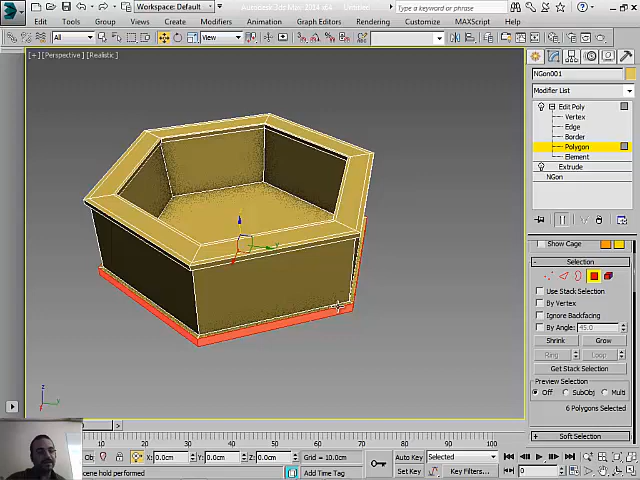 Workspace: Default
Autodesk 3ds Max 2014 x64 Untitled
Type a keyword or phrase
Edit Tools Group Views Create Modifiers Animation Graph Editors Rendering Customize MAXScript Help
All View
[+] [Perspective] [Realistic]
NGon001
Modifier List
Edit Poly
Vertex
Edge
Border
Polygon
Element
Extrude
NGon
Show Cage
Selection
Use Stack Selection
By Vertex
Ignore Backfacing
By Angle: 45.0
Shrink Grow
Ring Loop
Get Stack Selection
Preview Selection
Off SubObj Multi
6 Polygons Selected
Soft Selection
z
10 20 30 40 50 60 70 80 90 100
X: 0.0cm Y: 0.0cm Z: 0.0cm Grid = 10.0cm Auto Key Selected
cene hold performed Add Time Tag Set Key Key Filters... 0